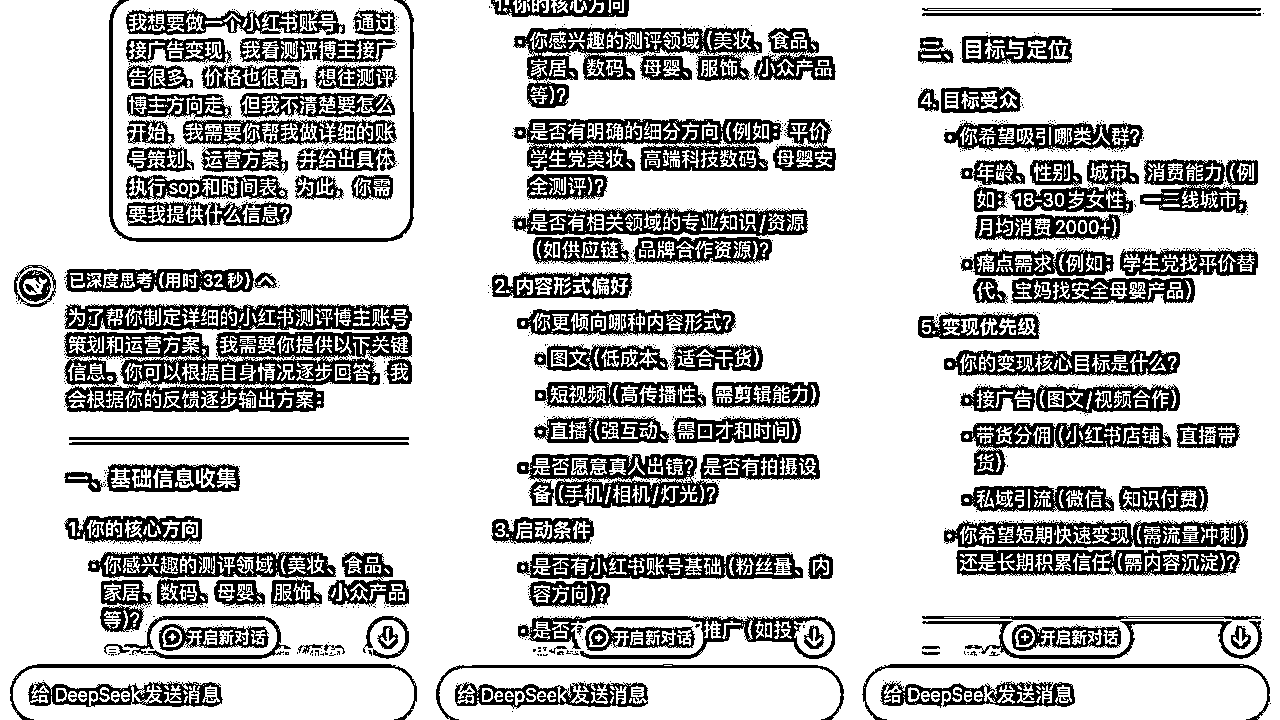 我想要做一个小红书账号，通过
接广告变现，我看测评博主接广
告很多，价格也很高，想往测评
博主方向走，但我不清楚要怎么
开始，我需要你帮我做详细的账
号策划、运营方案，并给出具体
执行sop和时间表。为此，你需
要我提供什么信息？
已深度思考（用时 32 秒）
为了帮你制定详细的小红书测评博主账号
策划和运营方案，我需要你提供以下关键
信息。你可以根据自身情况逐步回答，我
会根据你的反馈逐步输出方案：
一、基础信息收集
1. 你的核心方向
你感兴趣的测评领域（美妆、食品、
家居、数码、母婴、服饰、小众产品
等）？
开启新对话
给 DeepSeek 发送消息
1. 你的核心方向
你感兴趣的测评领域（美妆、食品、
家居、数码、母婴、服饰、小众产品
等）？
是否有明确的细分方向（例如：平价
学生党美妆、高端科技数码、母婴安
全测评）？
是否有相关领域的专业知识/资源
（如供应链、品牌合作资源）？
2. 内容形式偏好
你更倾向哪种内容形式？
图文（低成本、适合干货）
短视频（高传播性、需剪辑能力）
直播（强互动、需口才和时间）
是否愿意真人出镜？是否有拍摄设
备（手机/相机/灯光）？
3. 启动条件
是否有小红书账号基础（粉丝量、内
容方向）？
是否 推广（如投
开启新对话
给 DeepSeek 发送消息
二、目标与定位
4. 目标受众
你希望吸引哪类人群？
年龄、性别、城市、消费能力（例
如：18-30岁女性，一二线城市，
月均消费 2000+）
痛点需求（例如：学生党找平价替
代、宝妈找安全母婴产品）
5. 变现优先级
你的变现核心目标是什么？
接广告（图文/视频合作）
带货分佣（小红书店铺、直播带
货）
私域引流（微信、知识付费）
你希望短期快速变现（需流量冲刺）
还是长期积累信任（需内容沉淀）？
开启新对话
给 DeepSeek 发送消息